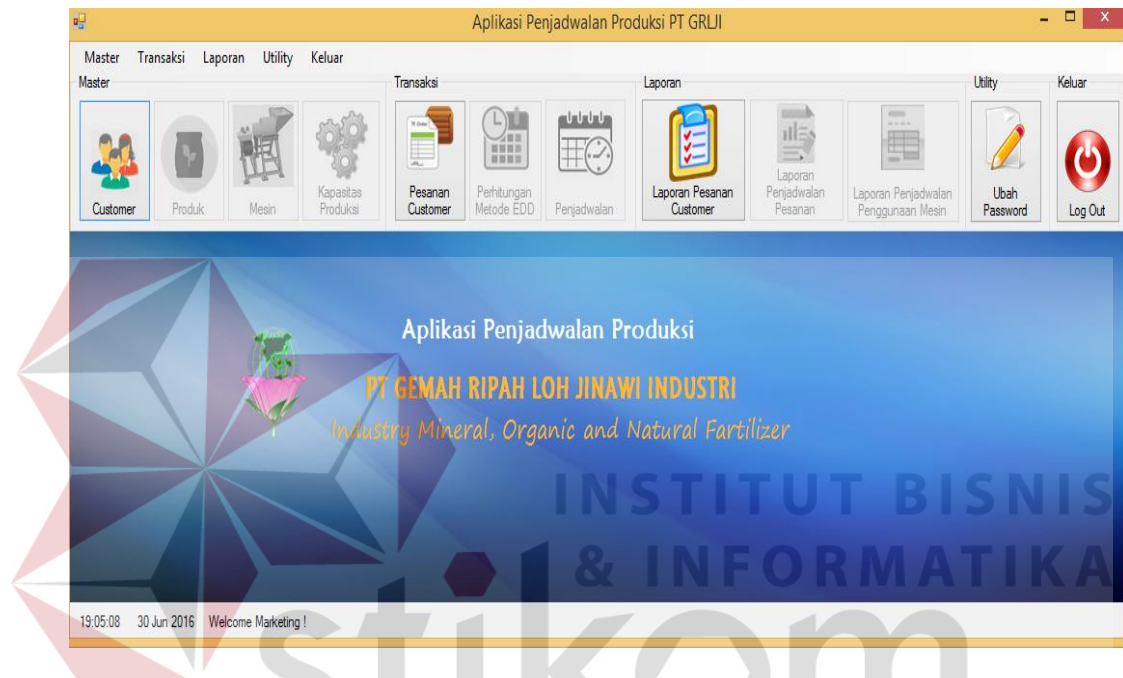 Aplikasi Penjadwalan Produksi PT GRLJI
Master Transaksi Laporan Utility Keluar
Master Transaksi Laporan Utility Keluar
Customer
Produk
Mesin
Kapasitas
Produksi
Pesanan
Customer
Perhitungan
Metode EDD
Penjadwalan
Laporan Pesanan
Customer
Laporan
Penjadwalan
Pesanan
Laporan Penjadwalan
Penggunaan Mesin
Ubah
Password
Log Out
Aplikasi Penjadwalan Produksi
PT GEMAH RIPAH LOH JINAWI INDUSTRI
Industry Mineral, Organic and Natural Fartilizer
INSTITUT BISNIS
& INFORMATIKA
stikom
19:05:08 30 Jun 2016 Welcome Marketing !